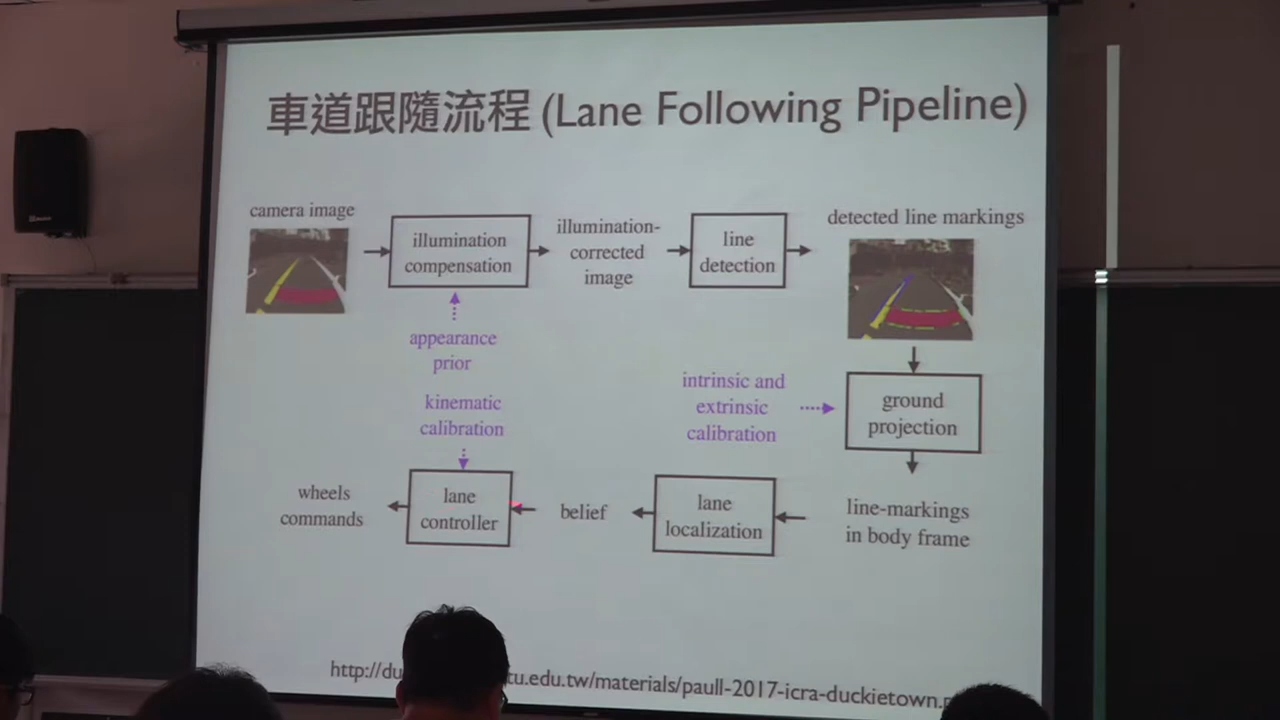 車道跟隨流程 (Lane Following Pipeline)
camera image
illumination
compensation
illumination-
corrected
image
line
detection
detected line markings
appearance
prior
kinematic
calibration
intrinsic and
extrinsic
calibration
ground
projection
wheels
commands
lane
controller
belief
lane
localization
line-markings
in body frame
http://du tu.edu.tw/materials/paull-2017-icra-duckietown.